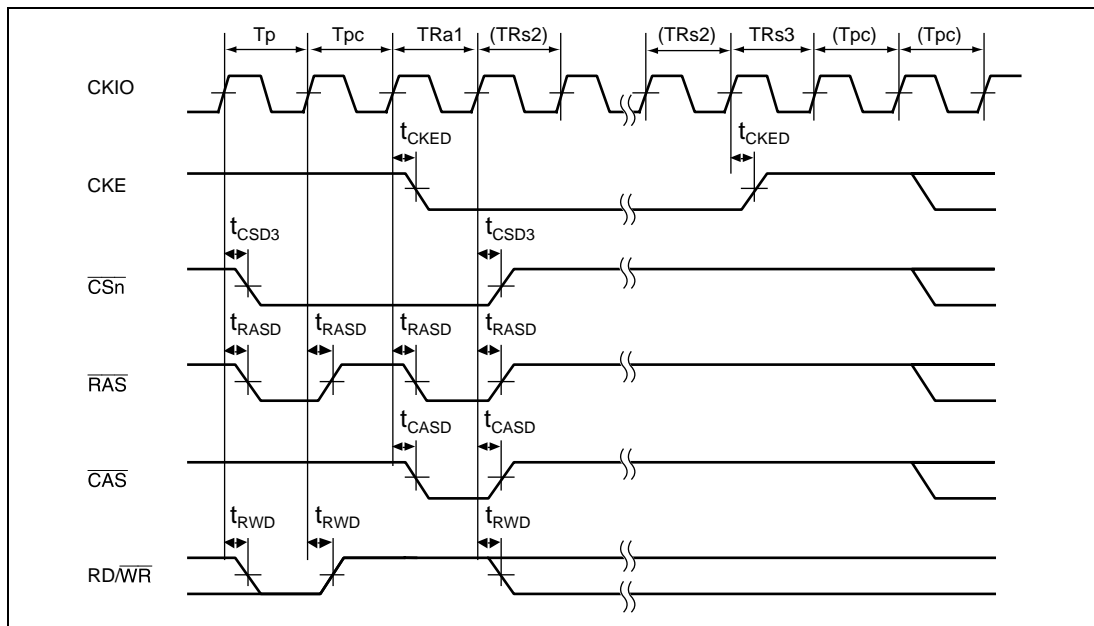 Tp Tpc TRa1 (TRs2) (TRs2) TRs3 (Tpc) (Tpc)
CKIO
tCKED tCKED
CKE
tCSD3 tCSD3
CSn
tRASD tRASD tRASD tRASD
RAS
tCASD tCASD
CAS
tRWD tRWD tRWD
RD/WR